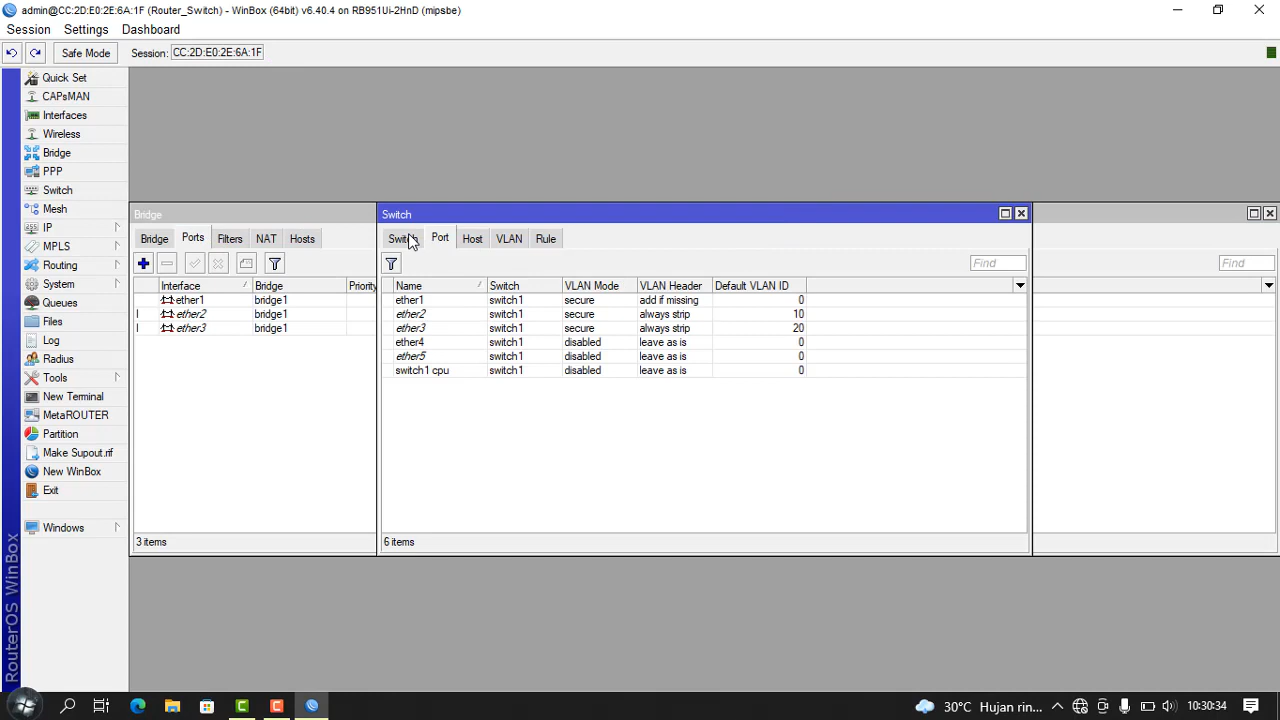 admin@CC:2D:E0:2E:6A:1F (Router_Switch) - WinBox (64bit) v6.40.4 on RB951Ui-2HnD (mipsbe)
Session Settings Dashboard
Safe Mode Session: CC:2D:E0:2E:6A:1F
Quick Set
CAPsMAN
Interfaces
Wireless
Bridge
PPP
Switch
Mesh
IP
MPLS
Routing
System
Queues
Files
Log
Radius
Tools
New Terminal
MetaROUTER
Partition
Make Supout.rif
New WinBox
Exit
Windows
RouterOS WinBox
Bridge
Bridge Ports Filters NAT Hosts
Interface Bridge Priority
ether1 bridge1
I ether2 bridge1
I ether3 bridge1
3 items
Switch
Switch Port Host VLAN Rule
Find
Name Switch VLAN Mode VLAN Header Default VLAN ID
ether1 switch1 secure add if missing 0
ether2 switch1 secure always strip 10
ether3 switch1 secure always strip 20
ether4 switch1 disabled leave as is 0
ether5 switch1 disabled leave as is 0
switch1 cpu switch1 disabled leave as is 0
6 items
Find
30°C Hujan rin... 10:30:34